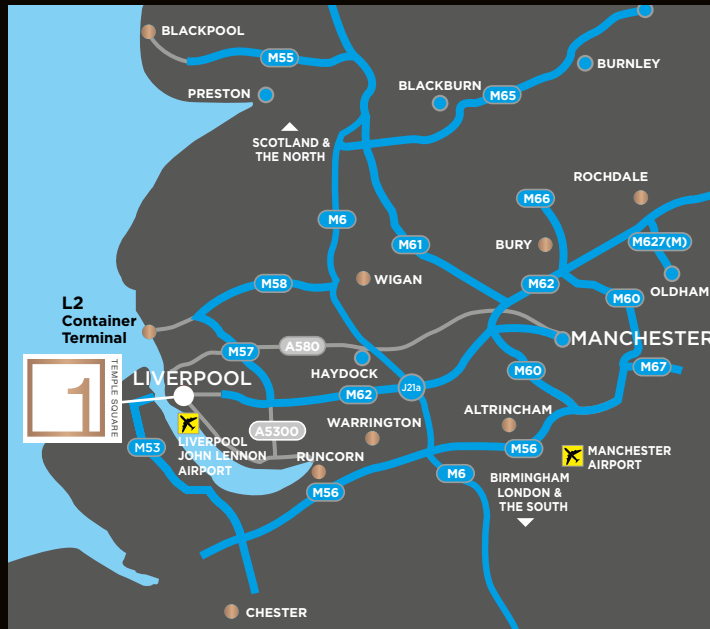 BLACKPOOL
M55
BURNLEY
PRESTON
BLACKBURN
M65
SCOTLAND &
THE NORTH
ROCHDALE
M66
M6
M61
BURY
M627(M)
M58
WIGAN
M62
OLDHAM
M60
L2
Container
Terminal
A580
MANCHESTER
M57
HAYDOCK
M60
M67
1
TEMPLE SQUARE
LIVERPOOL
M62
J21a
ALTRINCHAM
A5300
WARRINGTON
M53
LIVERPOOL
JOHN LENNON
AIRPORT
RUNCORN
M56
MANCHESTER
AIRPORT
M6
BIRMINGHAM
LONDON &
THE SOUTH
M56
CHESTER